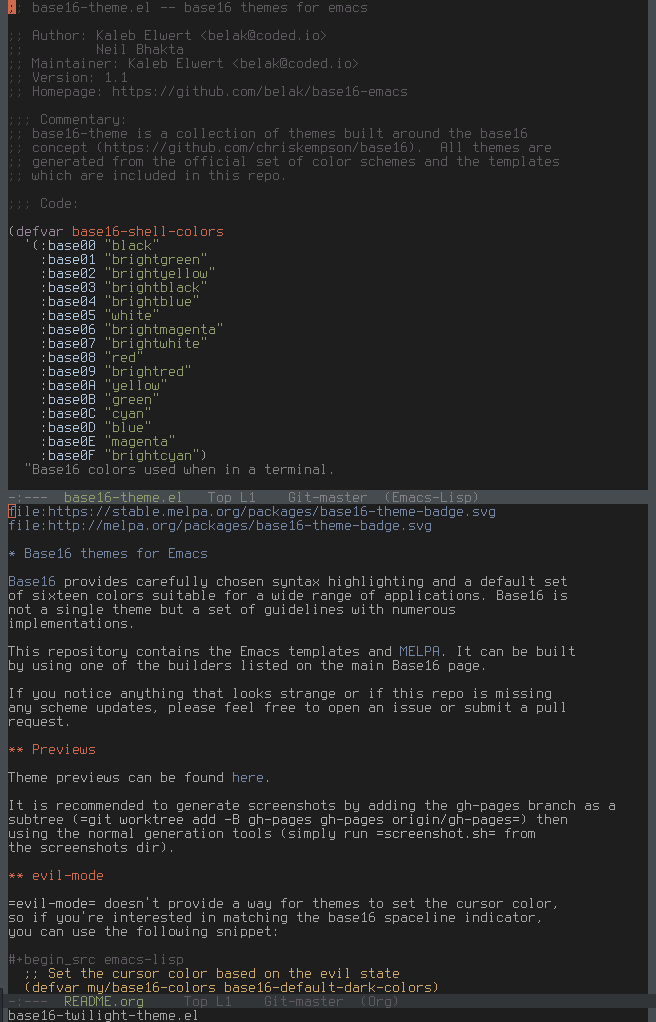 ;; base16-theme.el -- base16 themes for emacs
;; Author: Kaleb Elwert <belak@coded.io>
;;         Neil Bhakta
;; Maintainer: Kaleb Elwert <belak@coded.io>
;; Version: 1.1
;; Homepage: https://github.com/belak/base16-emacs
;;; Commentary:
;; base16-theme is a collection of themes built around the base16
;; concept (https://github.com/chriskempson/base16).  All themes are
;; generated from the official set of color schemes and the templates
;; which are included in this repo.
;;; Code:
(defvar base16-shell-colors
  '(:base00 "black"
    :base01 "brightgreen"
    :base02 "brightyellow"
    :base03 "brightblack"
    :base04 "brightblue"
    :base05 "white"
    :base06 "brightmagenta"
    :base07 "brightwhite"
    :base08 "red"
    :base09 "brightred"
    :base0A "yellow"
    :base0B "green"
    :base0C "cyan"
    :base0D "blue"
    :base0E "magenta"
    :base0F "brightcyan")
  "Base16 colors used when in a terminal.
-:---  base16-theme.el   Top L1    Git-master  (Emacs-Lisp)
file:https://stable.melpa.org/packages/base16-theme-badge.svg
file:http://melpa.org/packages/base16-theme-badge.svg
* Base16 themes for Emacs
Base16 provides carefully chosen syntax highlighting and a default set
of sixteen colors suitable for a wide range of applications. Base16 is
not a single theme but a set of guidelines with numerous
implementations.
This repository contains the Emacs templates and MELPA. It can be built
by using one of the builders listed on the main Base16 page.
If you notice anything that looks strange or if this repo is missing
any scheme updates, please feel free to open an issue or submit a pull
request.
** Previews
Theme previews can be found here.
It is recommended to generate screenshots by adding the gh-pages branch as a
subtree (=git worktree add -B gh-pages gh-pages origin/gh-pages=) then
using the normal generation tools (simply run =screenshot.sh= from
the screenshots dir).
** evil-mode
=evil-mode= doesn't provide a way for themes to set the cursor color,
so if you're interested in matching the base16 spaceline indicator,
you can use the following snippet:
#+begin_src emacs-lisp
  ;; Set the cursor color based on the evil state
  (defvar my/base16-colors base16-default-dark-colors)
-:---  README.org     Top L1    Git-master  (Org)
base16-twilight-theme.el